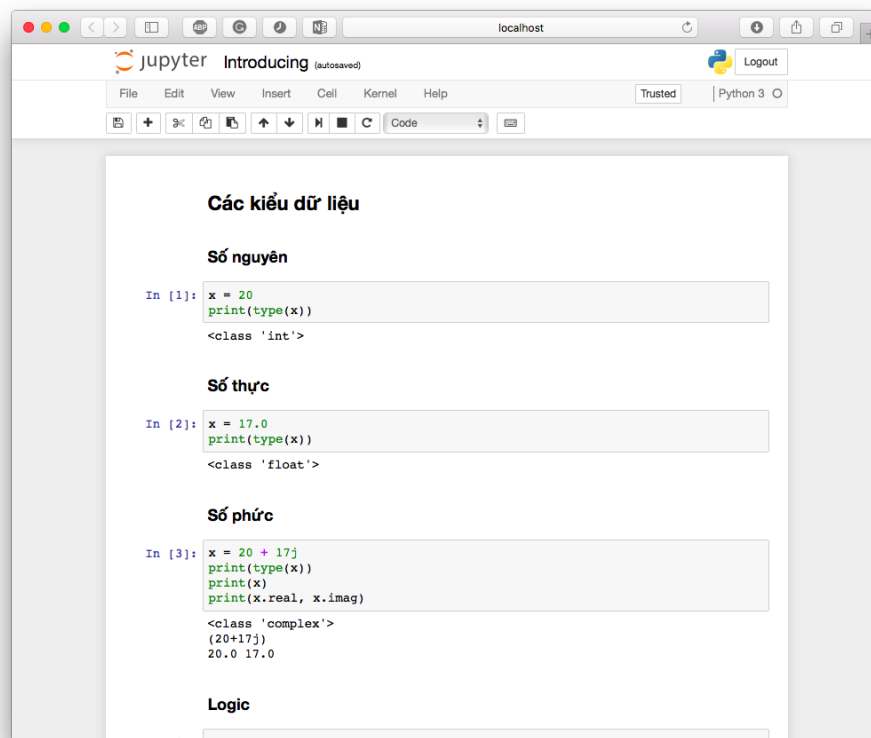 ABP
localhost
jupyter Introducing (autosaved)
Logout
File Edit View Insert Cell Kernel Help
Trusted
Python 3
Code
Các kiểu dữ liệu
Số nguyên
In [1]: x = 20
print(type(x))
<class 'int'>
Số thực
In [2]: x = 17.0
print(type(x))
<class 'float'>
Số phức
In [3]: x = 20 + 17j
print(type(x))
print(x)
print(x.real, x.imag)
<class 'complex'>
(20+17j)
20.0 17.0
Logic